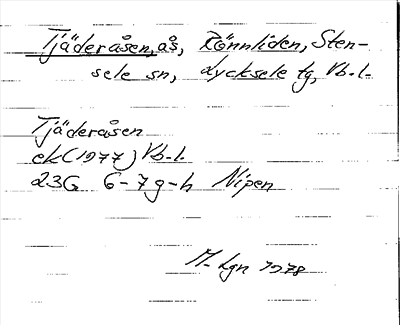 Tjäderåsen, ås, Rönnliden, Sten-
sele sn, Lycksele tg, Vb.l.
Tjäderåsen
ek (1977) Vb.l.
23G 6-7g-h Nipen
M. Lgn 1978